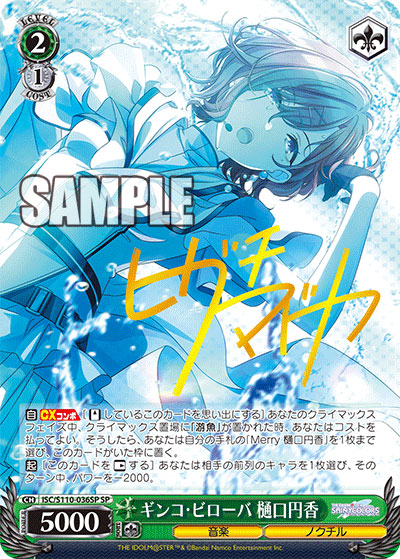 LEVEL
2
1
COST
SAMPLE
ヒグチ
マドカ
【自】CXコンボ [【┃】しているこのカードを思い出にする] あなたのクライマックス
フェイズ中、クライマックス置場に「游魚」が置かれた時、あなたはコストを
払ってよい。そうしたら、あなたは自分の手札の「Merry 樋口円香」を1枚まで
選び、このカードがいた枠に置く。
【起】[このカードを【レスト】する] あなたは相手の前列のキャラを1枚選び、そのタ
ーン中、パワーを−2000。
ISC/S110-036SP SP
POWER
5000
ギンコ・ビローバ 樋口円香
SHINYCOLORS
音楽
ノクチル
THE IDOLM@STER™ & ©Bandai Namco Entertainment Inc.